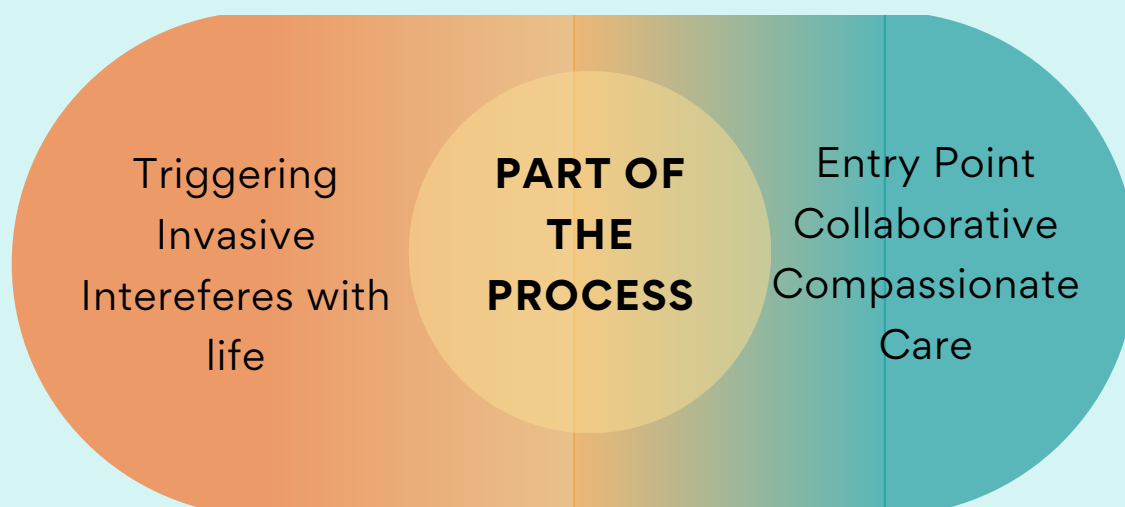 Triggering
Invasive
Intereferes with
life
PART OF
THE
PROCESS
Entry Point
Collaborative
Compassionate
Care